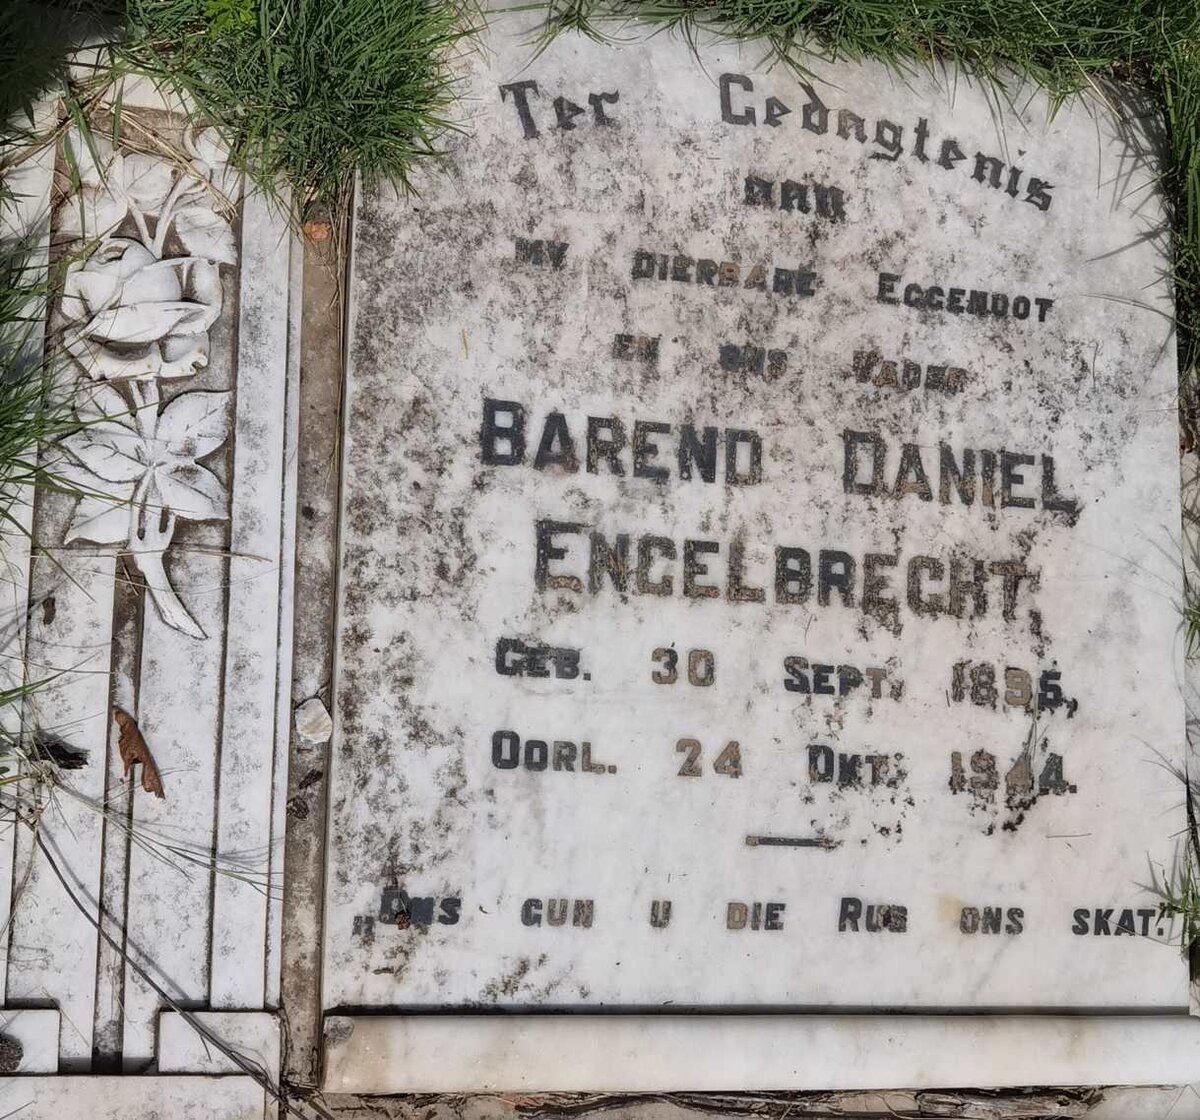 Ter Gedagtenis
aan
MY DIERBARE EGGENOOT
EN ONS VADER
BAREND DANIEL
ENGELBRECHT,
GEB. 30 SEPT. 1895,
OORL. 24 OKT. 1944.
„ONS GUN U DIE RUS ONS SKAT."